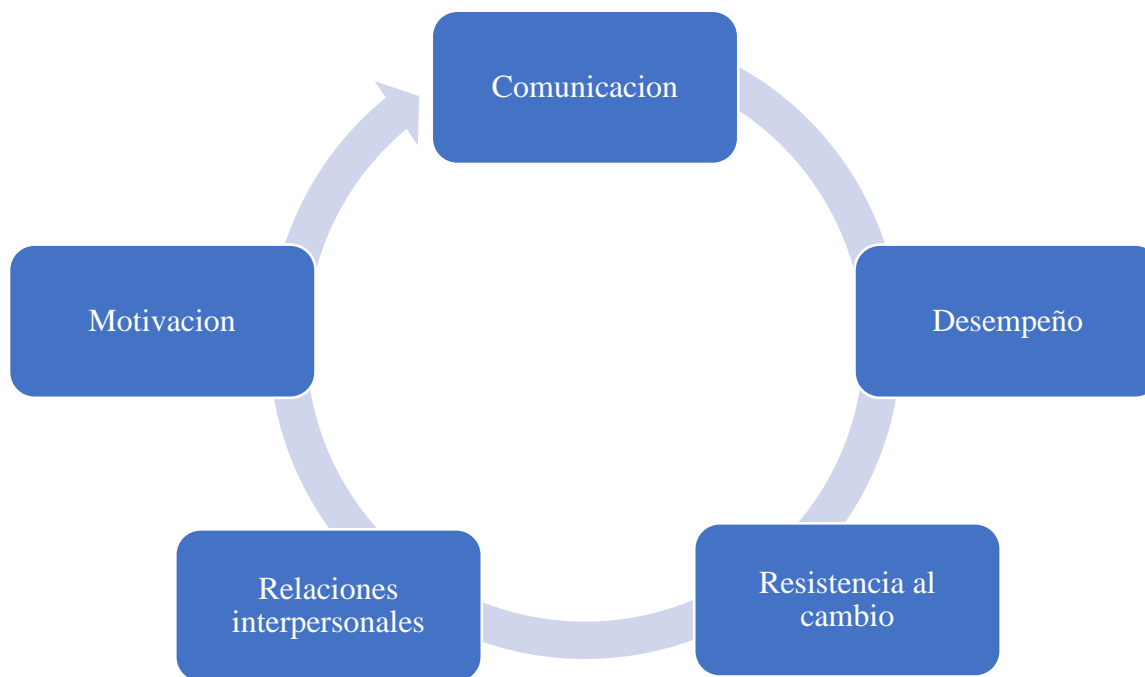 Comunicacion
Desempeño
Resistencia al
cambio
Relaciones
interpersonales
Motivacion